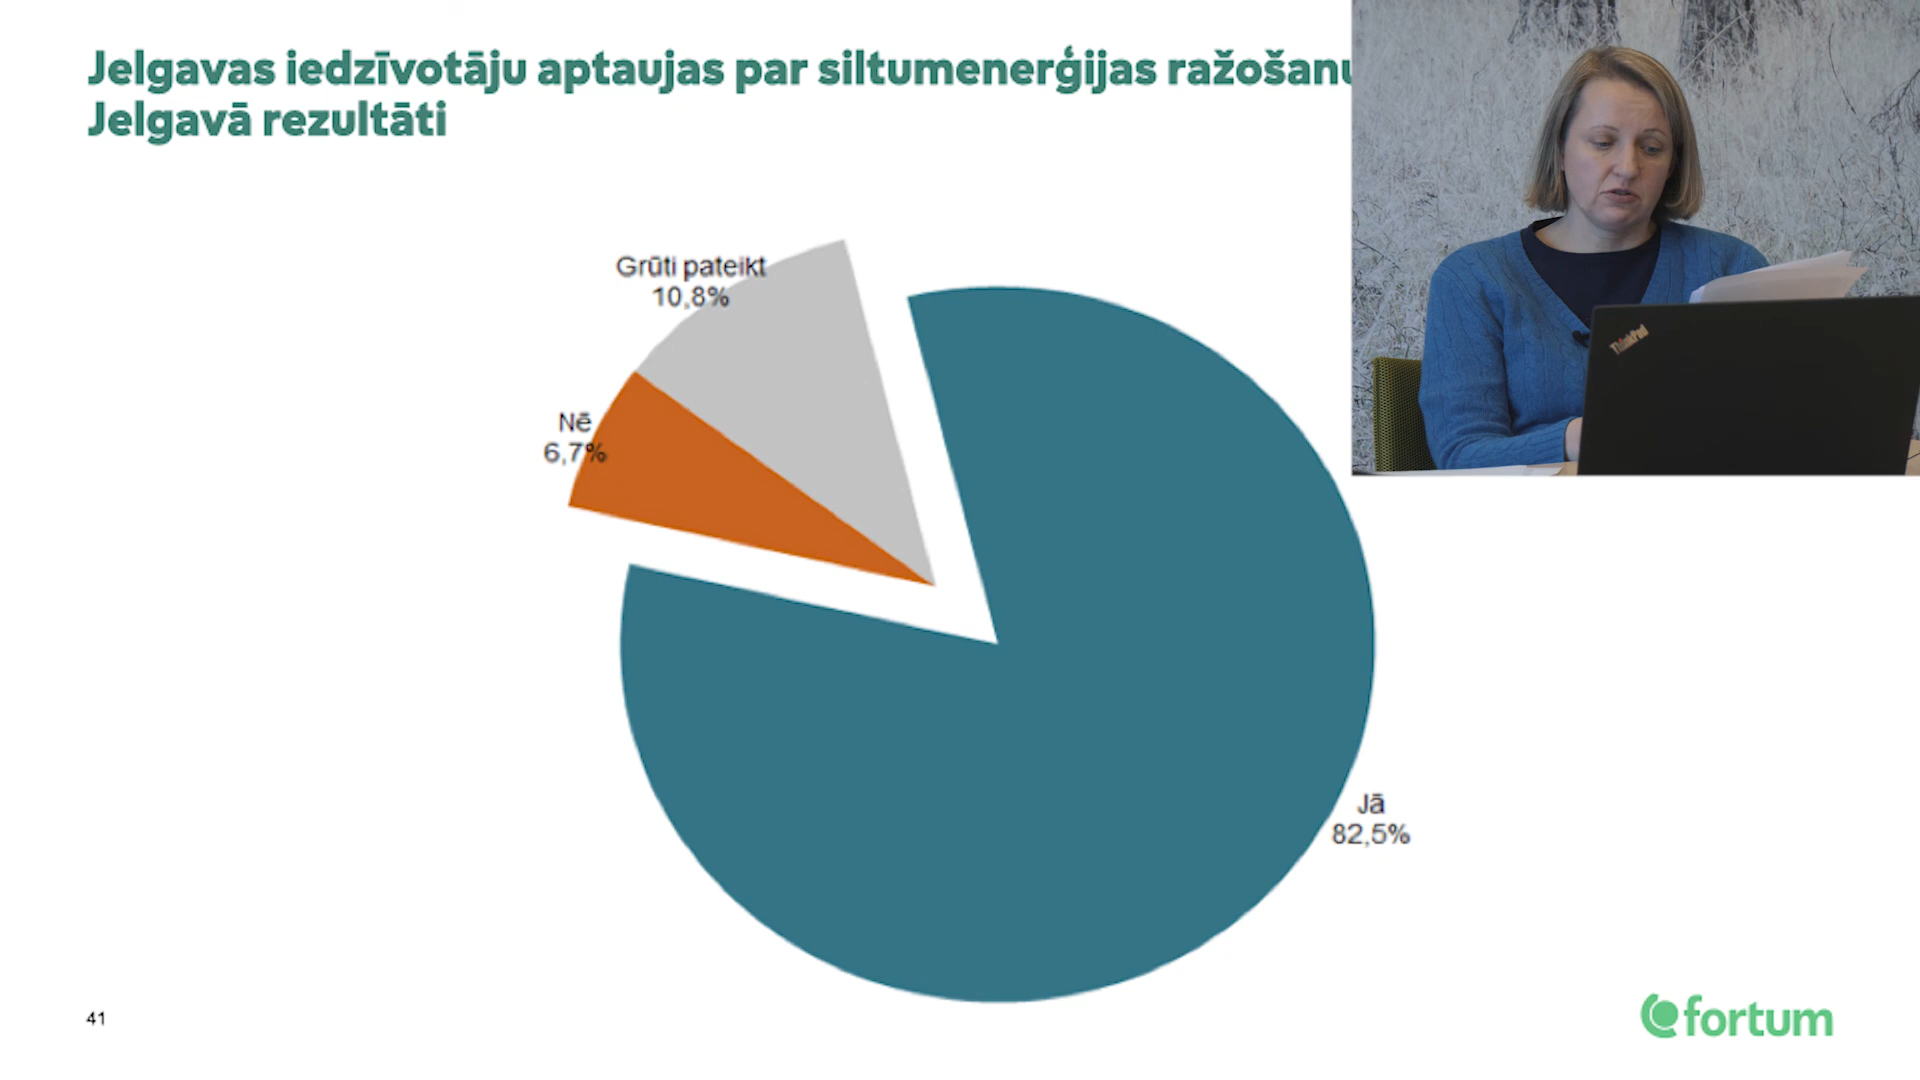 Jelgavas iedzīvotāju aptaujas par siltumenerģijas ražošanu
Jelgavā rezultāti
Grūti pateikt
10,8%
Nē
6,7%
Jā
82,5%
ThinkPad
41
fortum